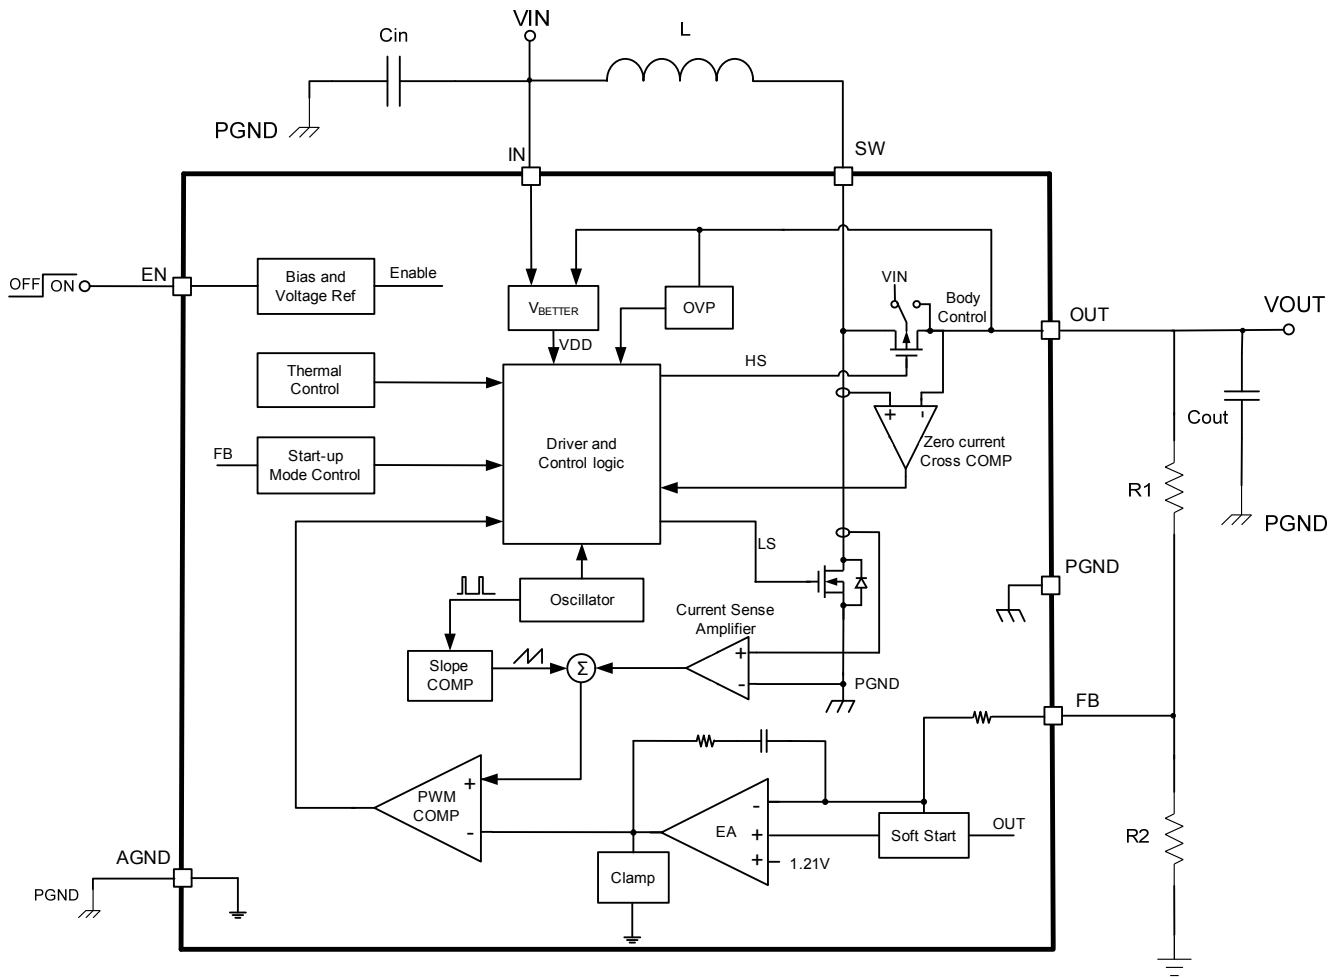 VIN
Cin
L
PGND
IN
SW
EN
OFF
ON
Bias and
Voltage Ref
Enable
VBETTER
OVP
VIN
Body
Control
OUT
VOUT
VDD
HS
Thermal
Control
Driver and
Control logic
+
-
Zero current
Cross COMP
Cout
FB
Start-up
Mode Control
R1
PGND
LS
PGND
Oscillator
Current Sense
Amplifier
Slope
COMP
Σ
+
-
PGND
FB
PWM
COMP
+
-
EA
-
+
+
1.21V
Soft Start
OUT
R2
AGND
PGND
Clamp